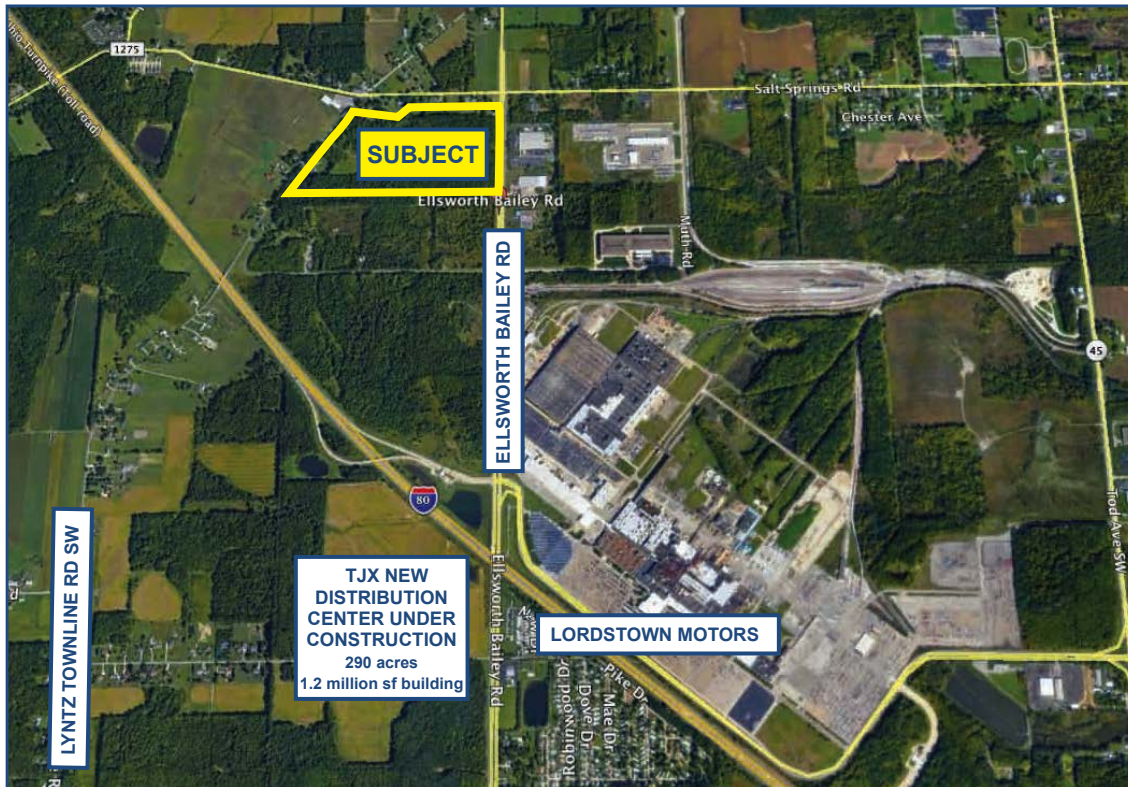 1275
Ohio Turnpike (Toll road)
Salt Springs Rd
Chester Ave
SUBJECT
Ellsworth Bailey Rd
Muth Rd
ELLSWORTH BAILEY RD
45
80
Tod Ave SW
LYNTZ TOWNLINE RD SW
TJX NEW
DISTRIBUTION
CENTER UNDER
CONSTRUCTION
290 acres
1.2 million sf building
Ellsworth Bailey Rd
LORDSTOWN MOTORS
Pike Dr
Robinwood Dr
Dove Dr
Mae Dr